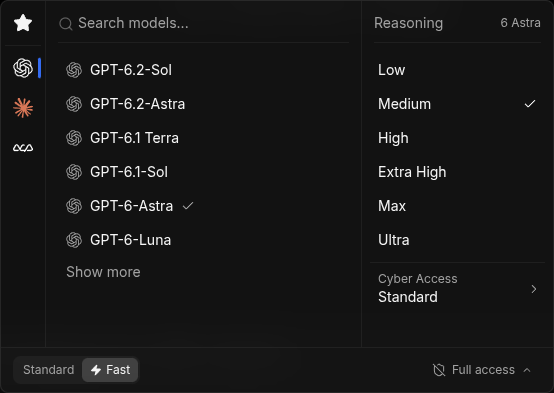 Search models...
GPT-6.2-Sol
GPT-6.2-Astra
GPT-6.1 Terra
GPT-6.1-Sol
GPT-6-Astra
GPT-6-Luna
Show more
Reasoning 6 Astra
Low
Medium
High
Extra High
Max
Ultra
Cyber Access
Standard
Standard Fast Full access